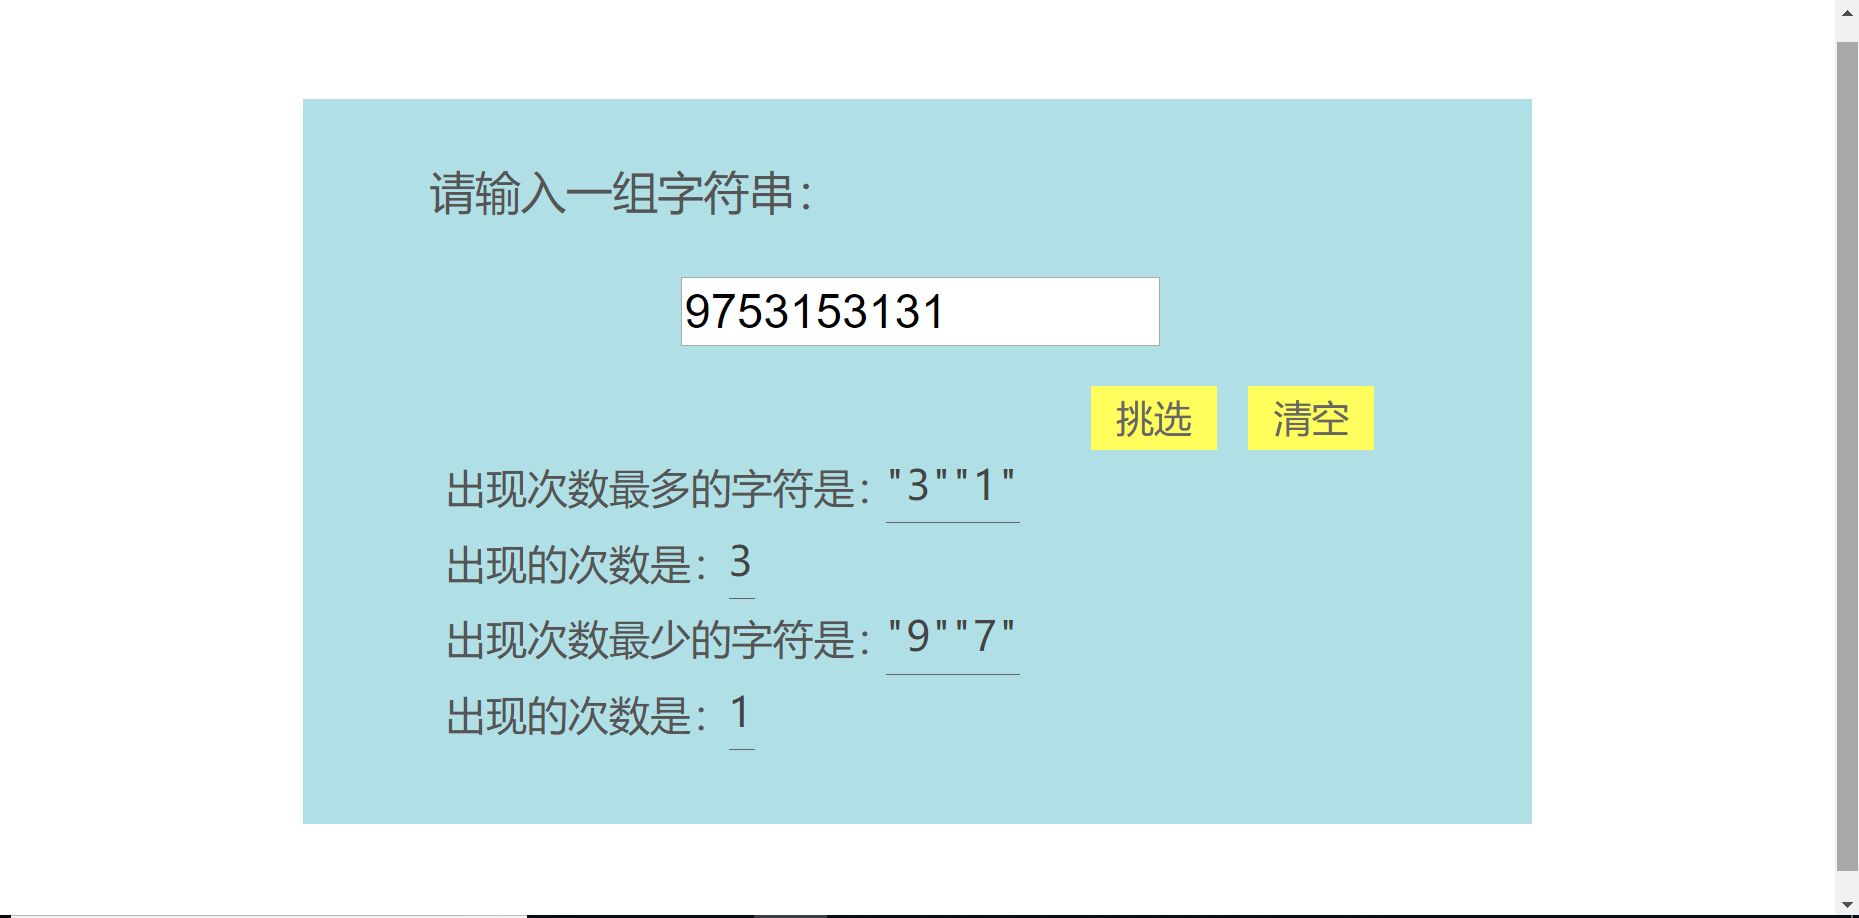 请输入一组字符串：
9753153131
挑选 清空
出现次数最多的字符是："3""1"
出现的次数是：3
出现次数最少的字符是："9""7"
出现的次数是：1